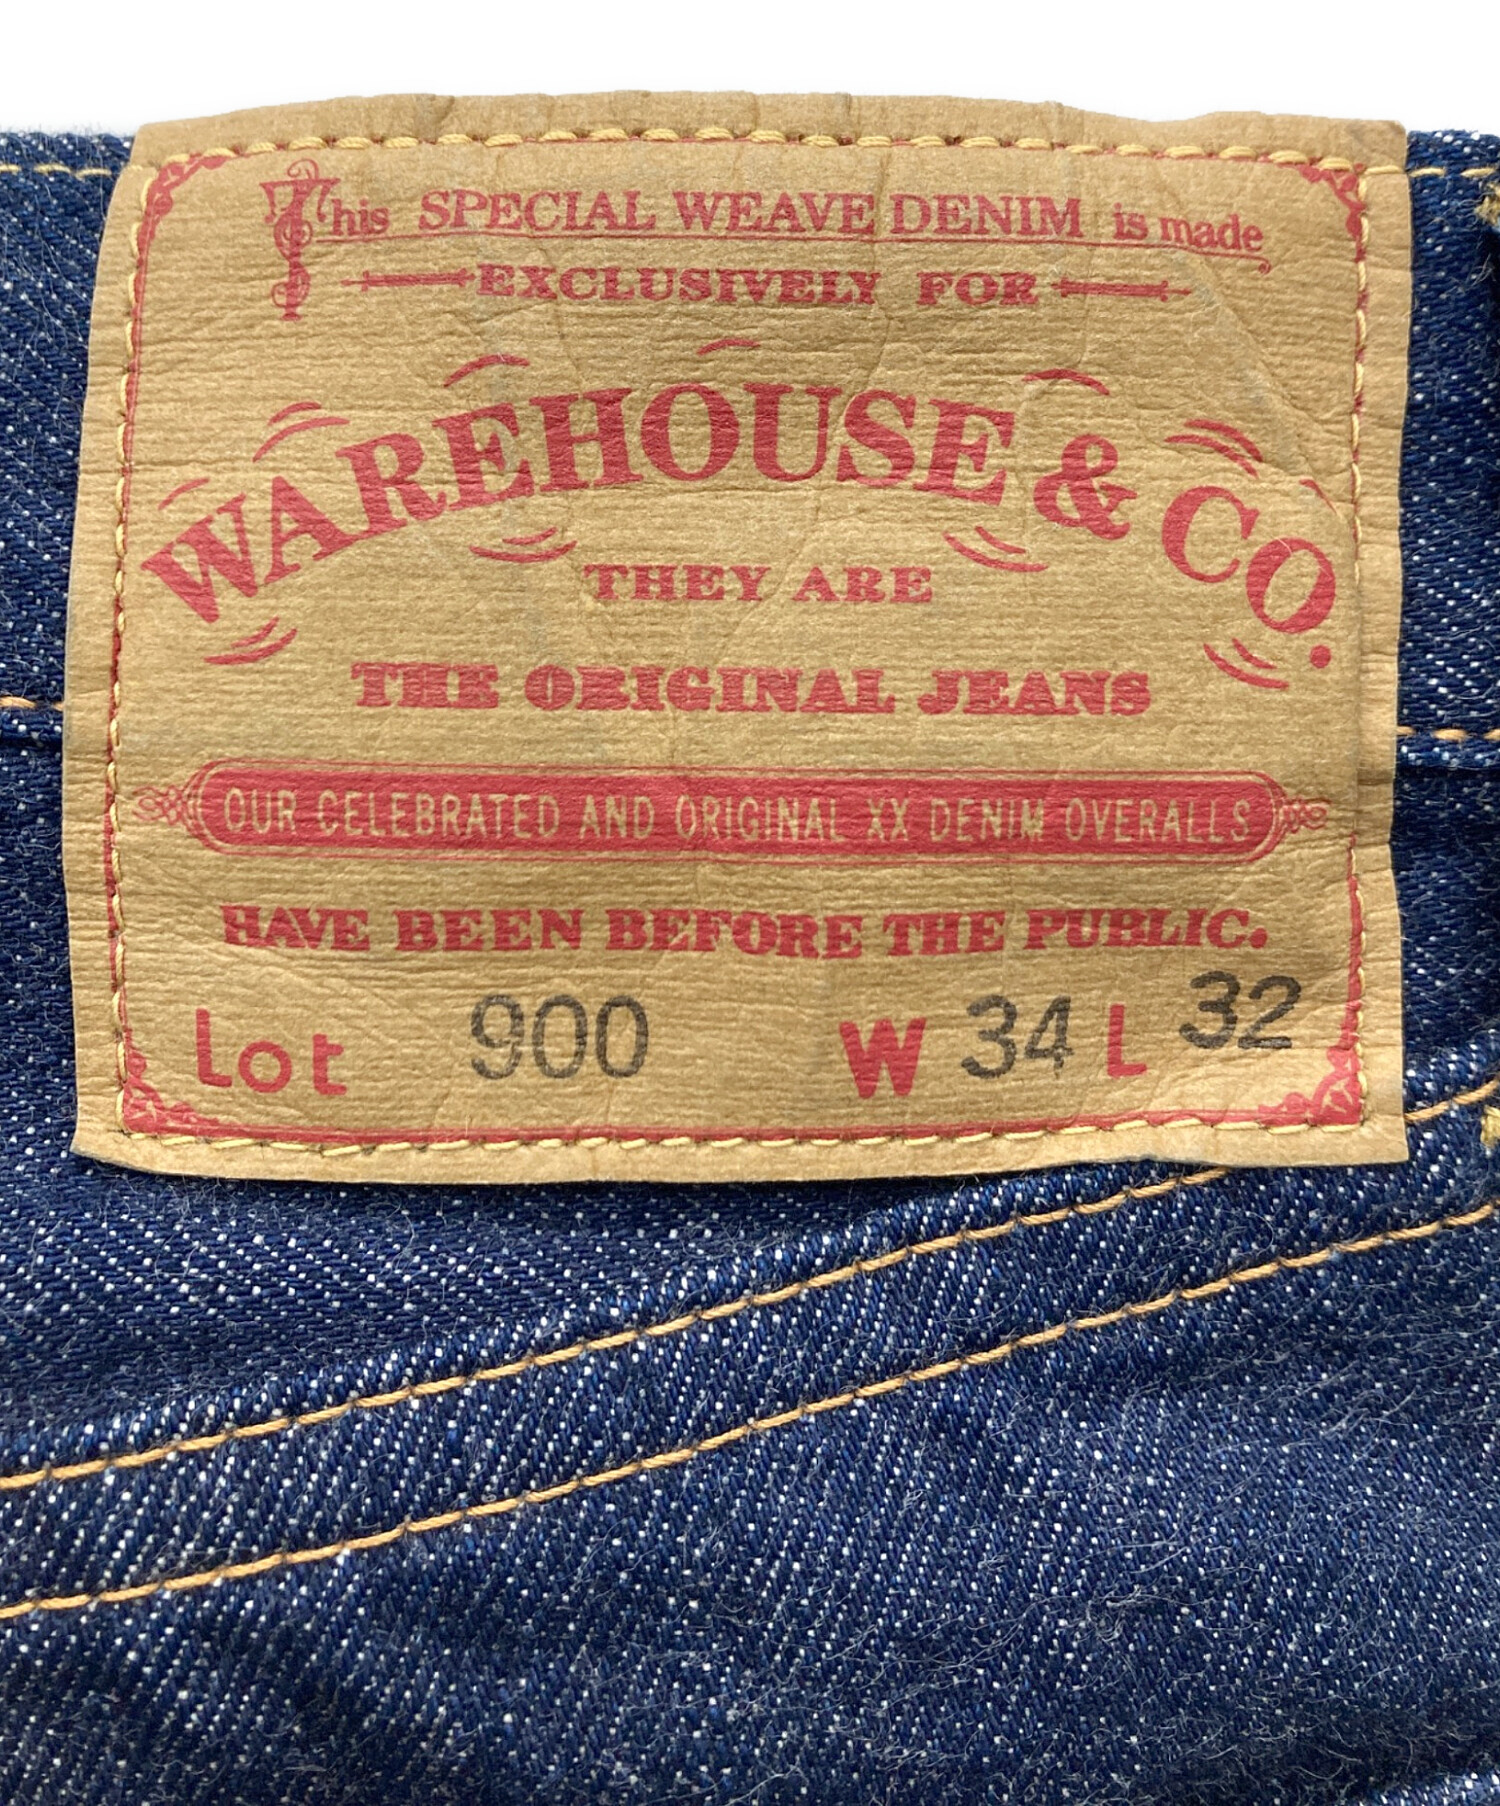 This SPECIAL WEAVE DENIM is made
EXCLUSIVELY FOR
WAREHOUSE & CO.
THEY ARE
THE ORIGINAL JEANS
OUR CELEBRATED AND ORIGINAL XX DENIM OVERALLS
HAVE BEEN BEFORE THE PUBLIC.
Lot 900 W 34 L 32